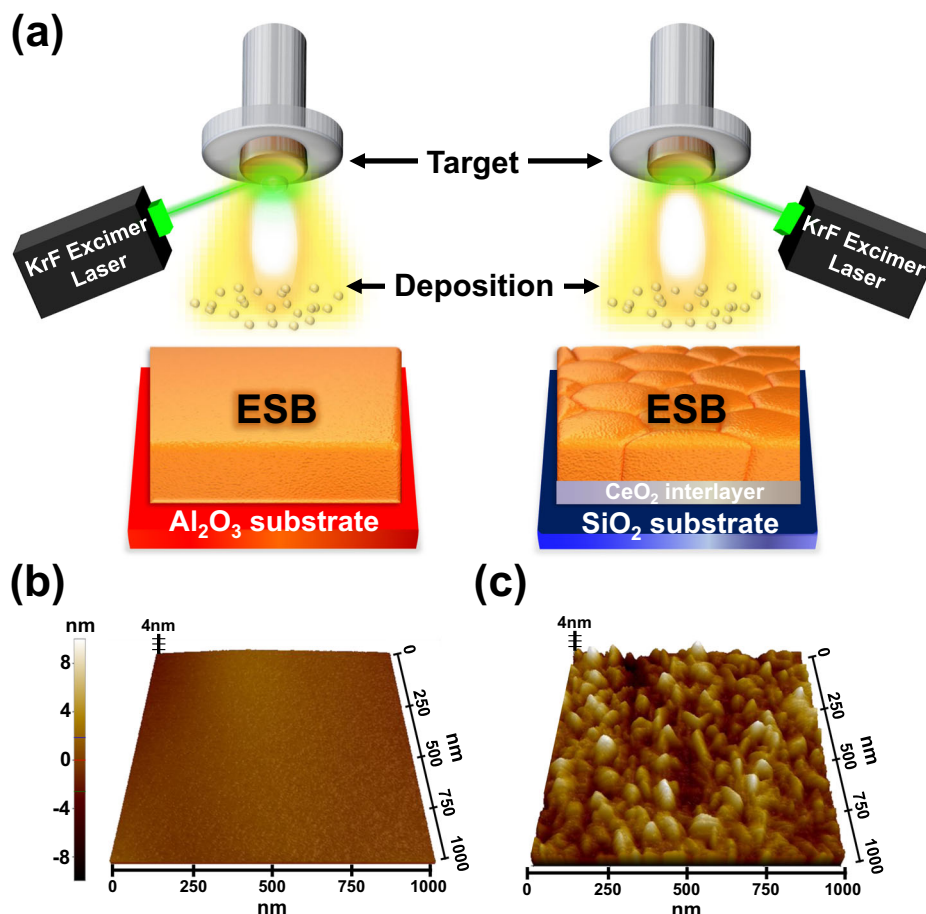 (a)
Target
KrF Excimer
Laser
KrF Excimer
Laser
Deposition
ESB
ESB
CeO₂ interlayer
Al₂O₃ substrate
SiO₂ substrate
(b)
(c)
nm
4nm
4nm
8
4
0
-4
-8
0
250
500
750
1000
nm
0
250
500
750
1000
nm
0
250
500
750
1000
nm
0
250
500
750
1000
nm